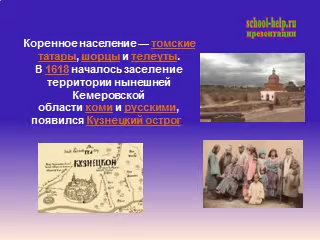 school-help.ru
презентации
Коренное население — томские
татары, шорцы и телеуты.
В 1618 началось заселение
территории нынешней
Кемеровской
области коми и русскими,
появился Кузнецкий острог
КУЗНЕЦКОЙ